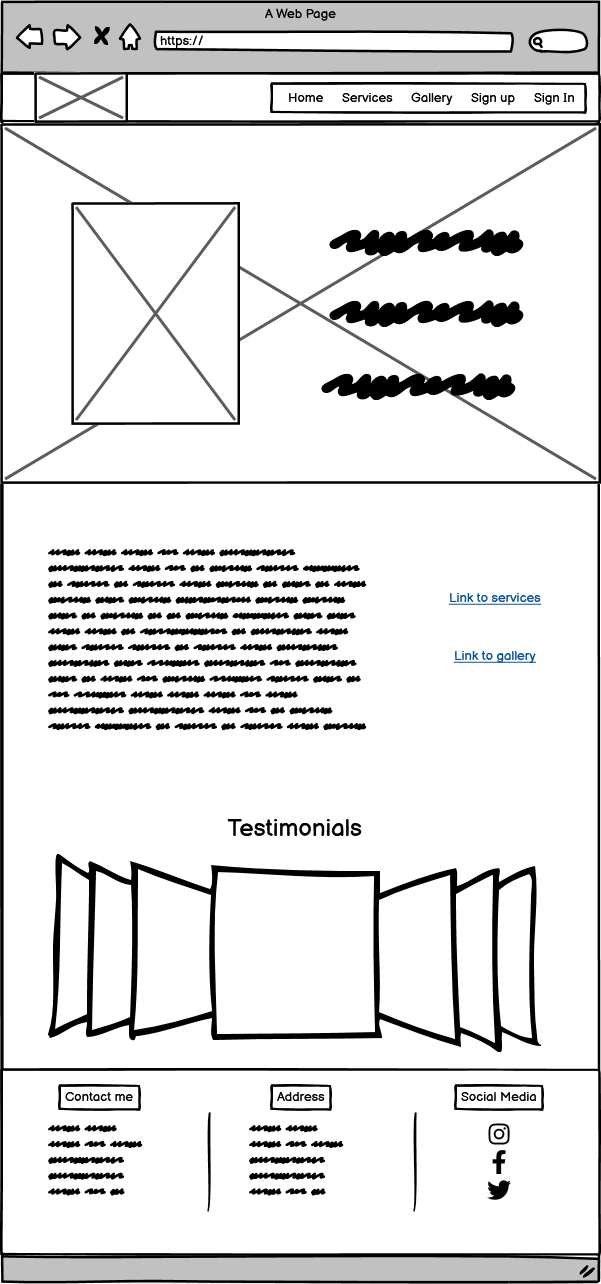 A Web Page
https://
Home Services Gallery Sign up Sign In
Link to services
Link to gallery
Testimonials
Contact me Address Social Media